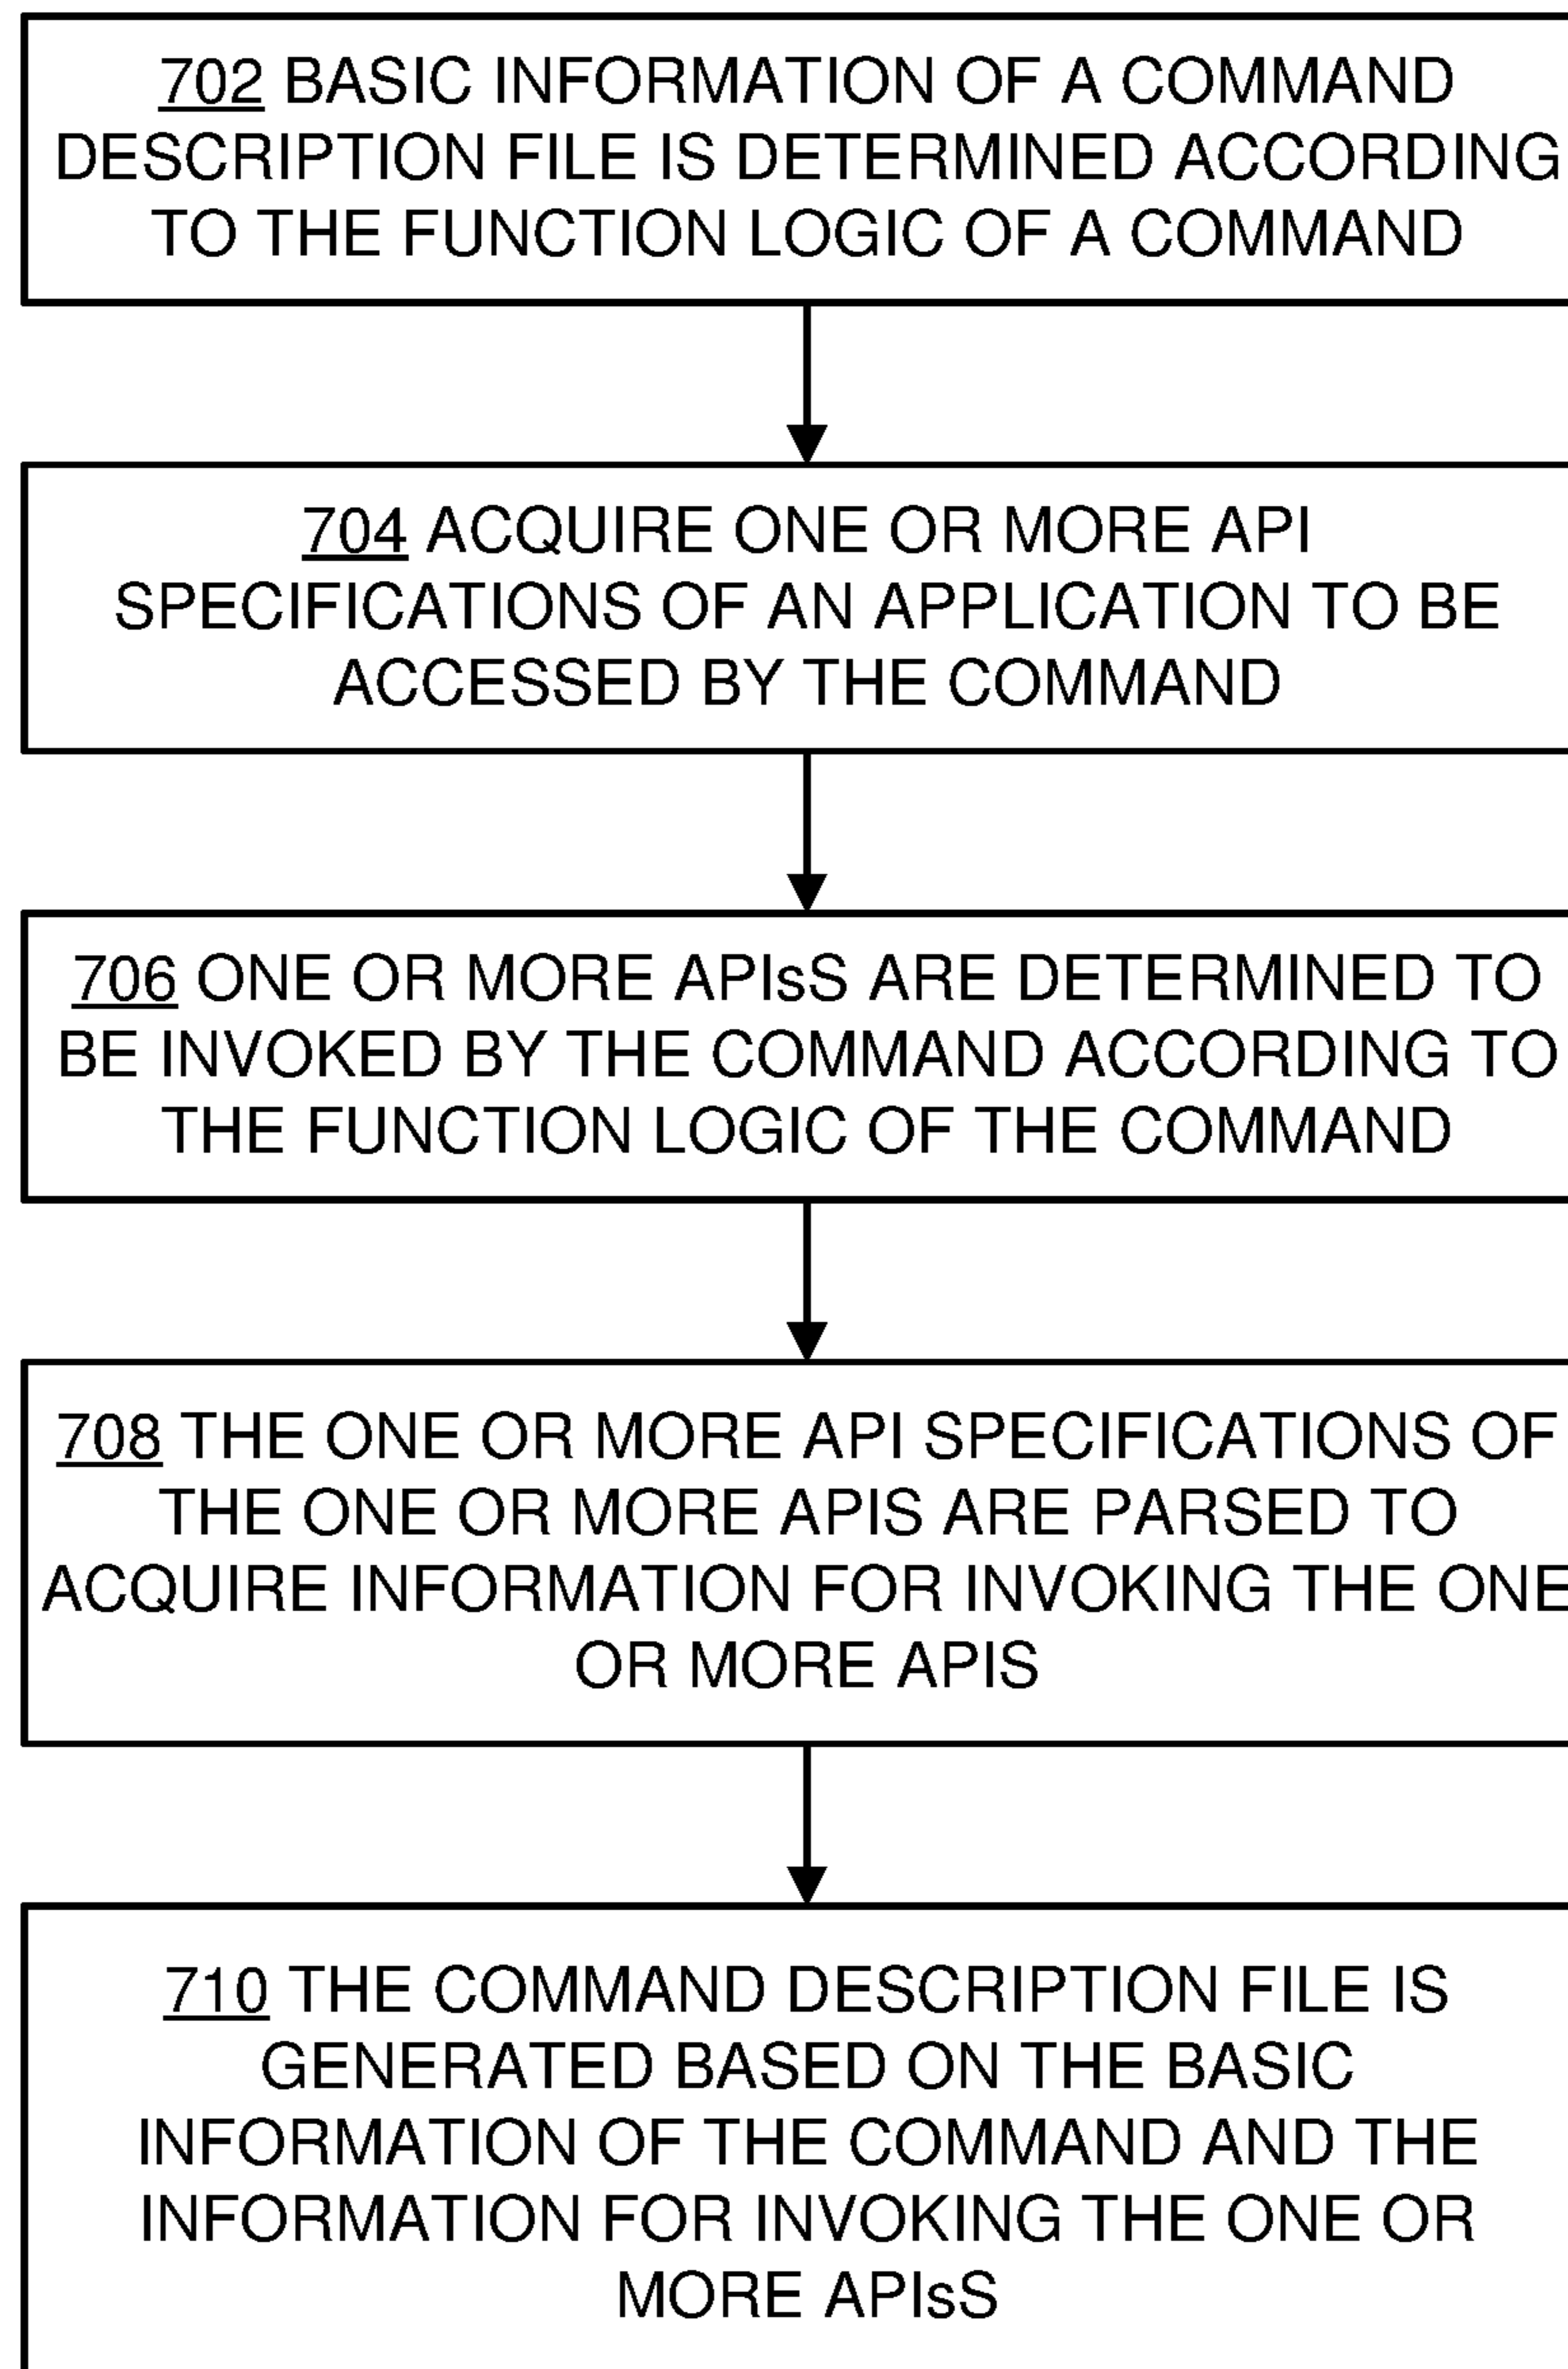 702 BASIC INFORMATION OF A COMMAND
DESCRIPTION FILE IS DETERMINED ACCORDING
TO THE FUNCTION LOGIC OF A COMMAND
704 ACQUIRE ONE OR MORE API
SPECIFICATIONS OF AN APPLICATION TO BE
ACCESSED BY THE COMMAND
706 ONE OR MORE APIsS ARE DETERMINED TO
BE INVOKED BY THE COMMAND ACCORDING TO
THE FUNCTION LOGIC OF THE COMMAND
708 THE ONE OR MORE API SPECIFICATIONS OF
THE ONE OR MORE APIS ARE PARSED TO
ACQUIRE INFORMATION FOR INVOKING THE ONE
OR MORE APIS
710 THE COMMAND DESCRIPTION FILE IS
GENERATED BASED ON THE BASIC
INFORMATION OF THE COMMAND AND THE
INFORMATION FOR INVOKING THE ONE OR
MORE APIsS